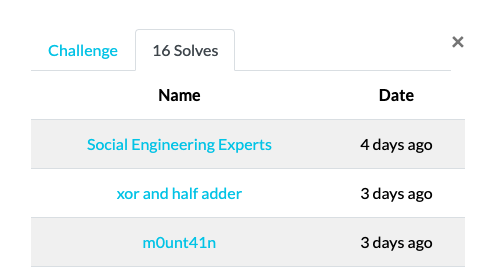 Challenge 16 Solves ×
Name Date
Social Engineering Experts 4 days ago
xor and half adder 3 days ago
m0unt41n 3 days ago